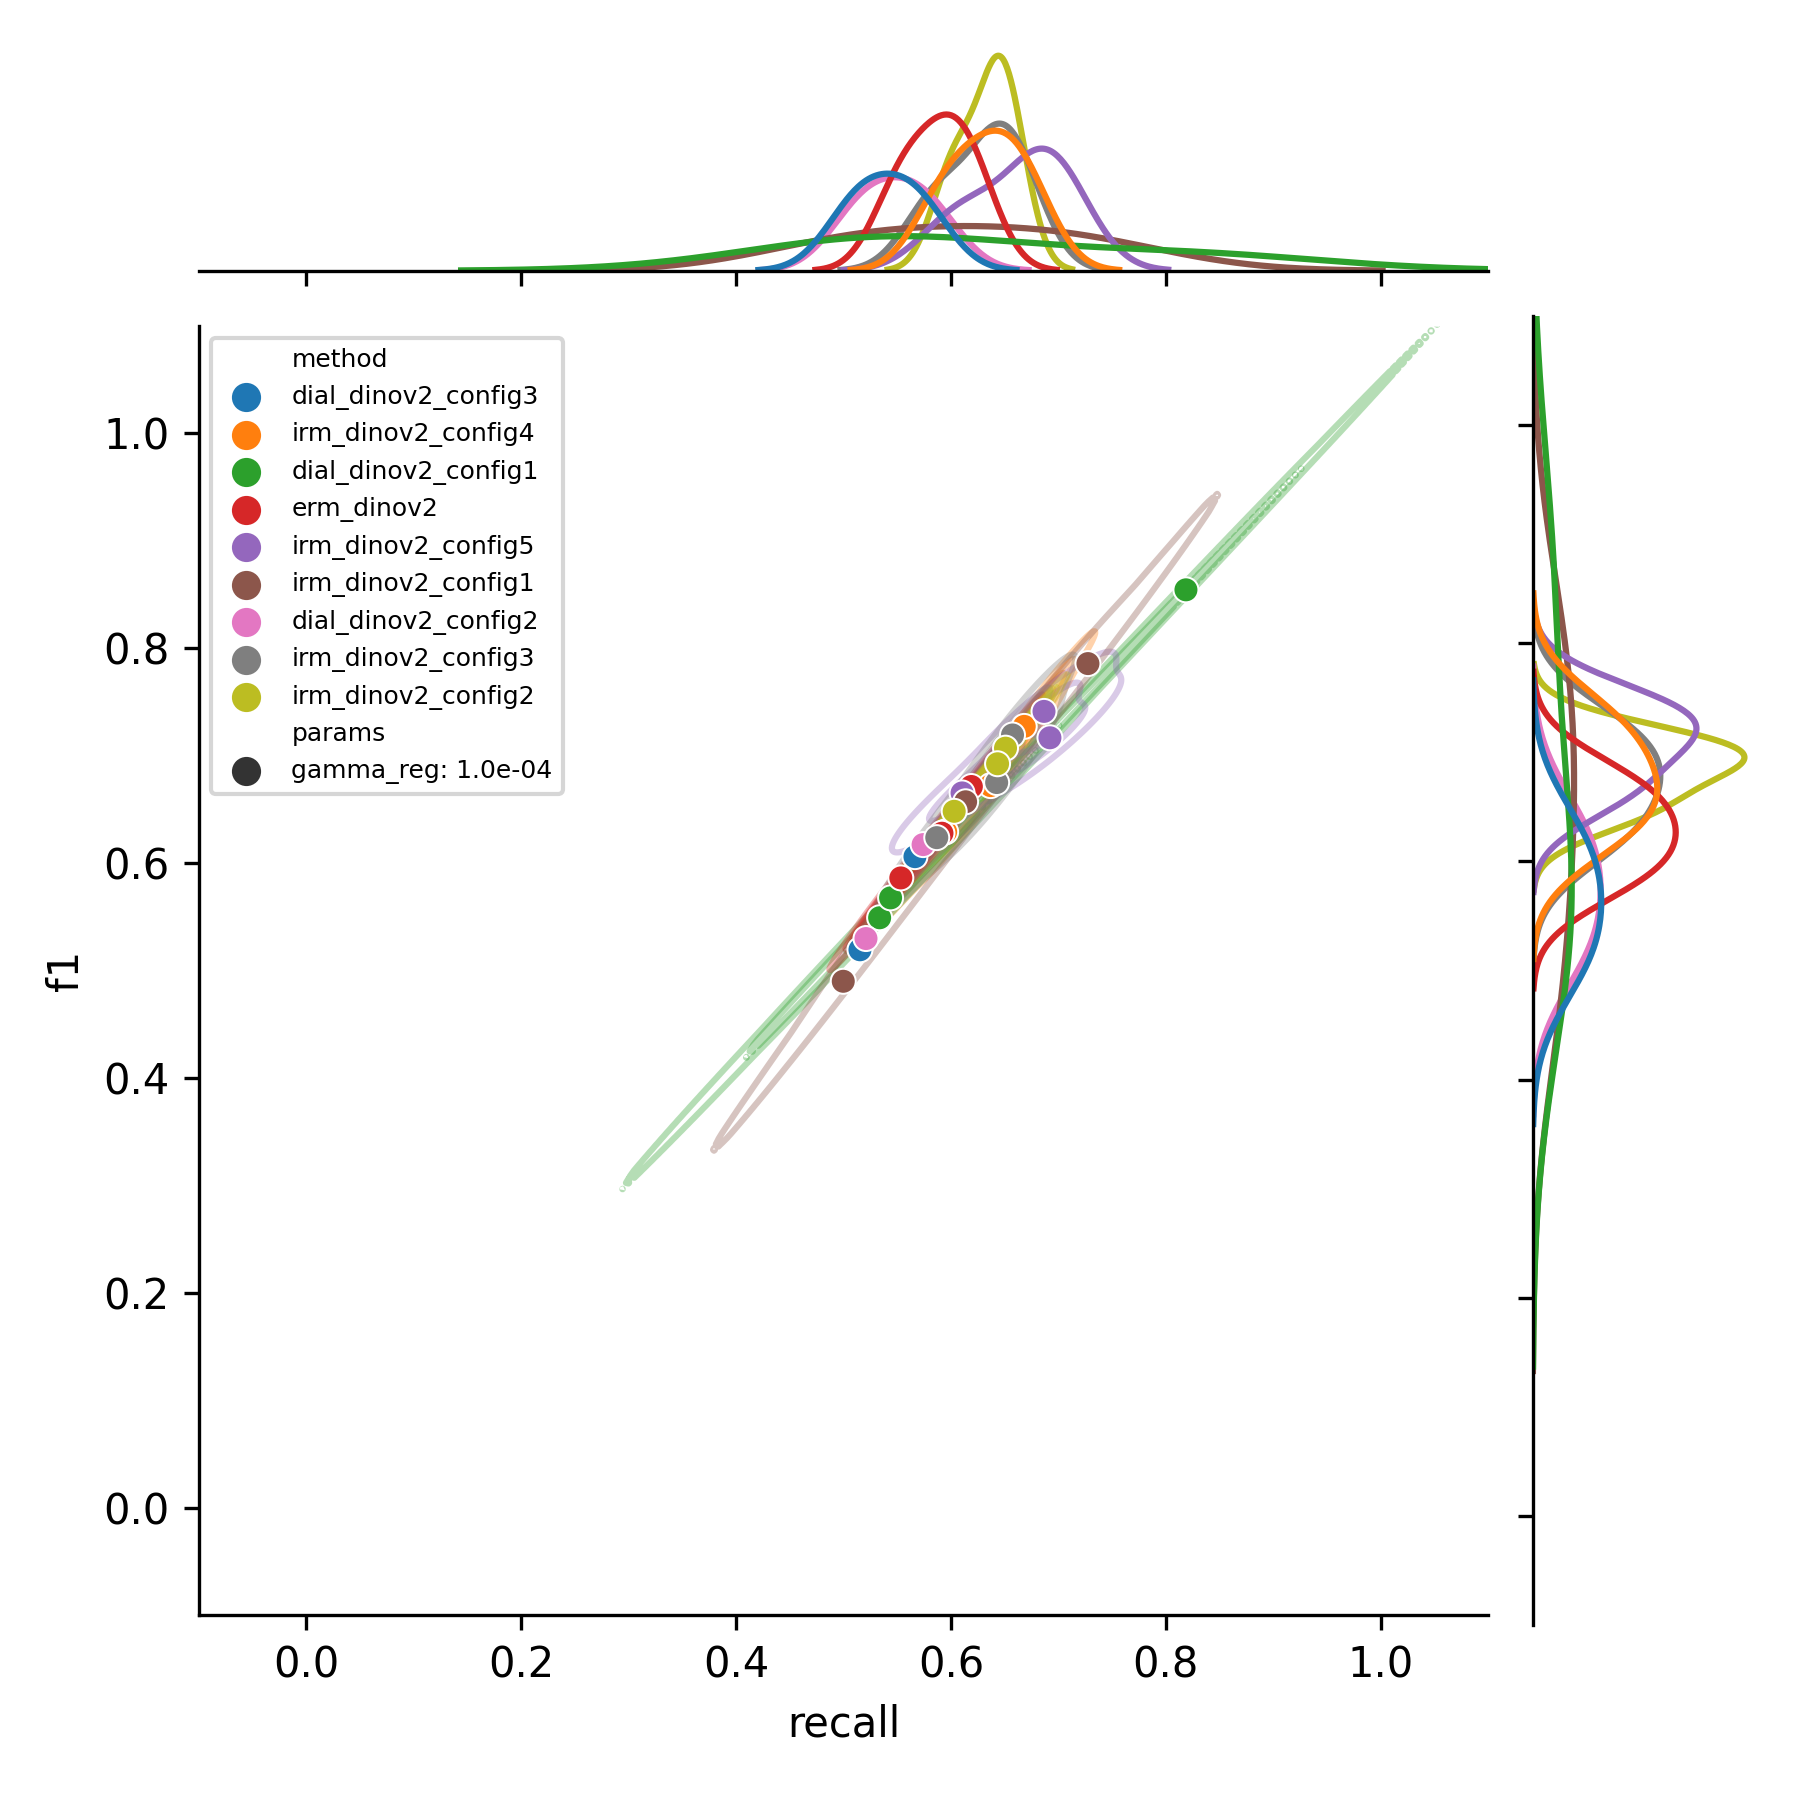 method
dial_dinov2_config3
irm_dinov2_config4
dial_dinov2_config1
erm_dinov2
irm_dinov2_config5
irm_dinov2_config1
dial_dinov2_config2
irm_dinov2_config3
irm_dinov2_config2
params
gamma_reg: 1.0e-04
1.0
0.8
0.6
0.4
0.2
0.0
f1
0.0 0.2 0.4 0.6 0.8 1.0
recall